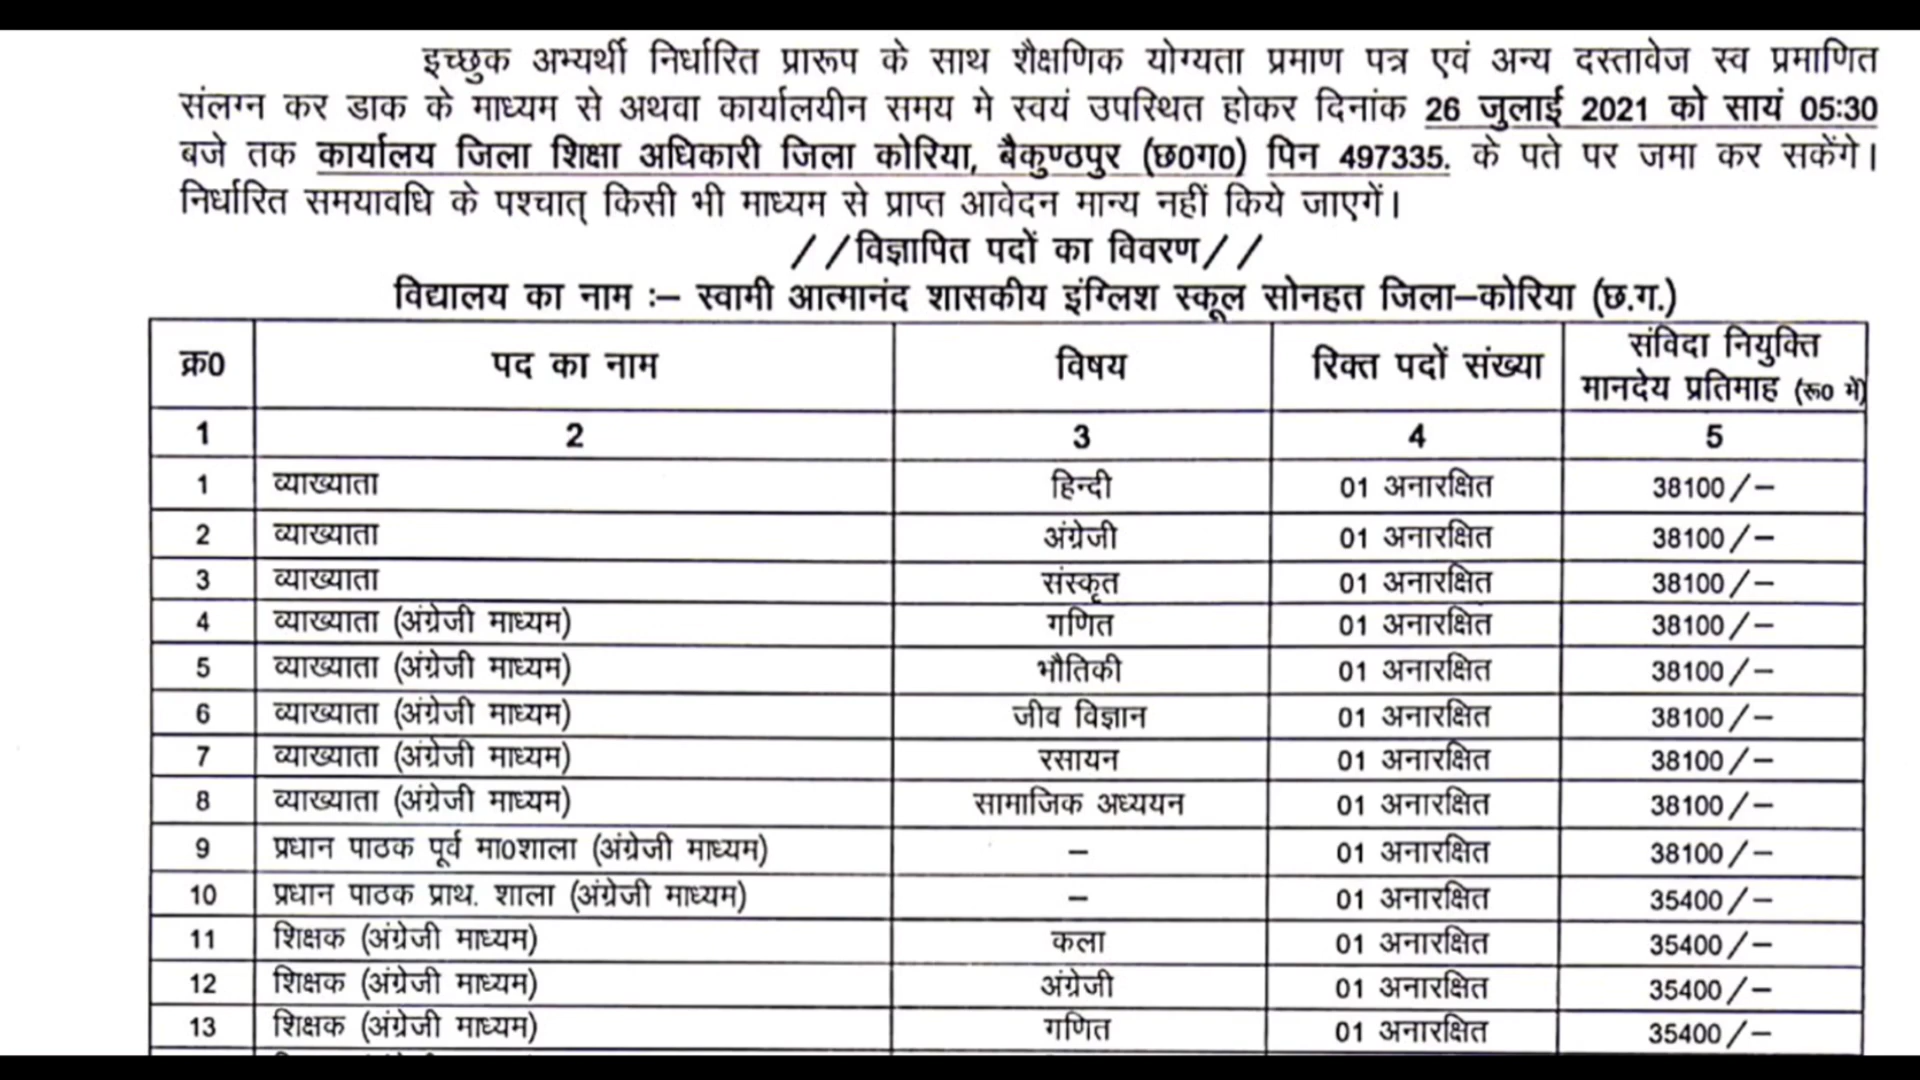 इच्छुक अभ्यर्थी निर्धारित प्रारूप के साथ शैक्षणिक योग्यता प्रमाण पत्र एवं अन्य दस्तावेज स्व प्रमाणित
संलग्न कर डाक के माध्यम से अथवा कार्यालयीन समय मे स्वयं उपस्थित होकर दिनांक 26 जुलाई 2021 को सायं 05:30
बजे तक कार्यालय जिला शिक्षा अधिकारी जिला कोरिया, बैकुण्ठपुर (छ0ग0) पिन 497335. के पते पर जमा कर सकेंगे।
निर्धारित समयावधि के पश्चात् किसी भी माध्यम से प्राप्त आवेदन मान्य नहीं किये जाएगें।
//विज्ञापित पदों का विवरण//
विद्यालय का नाम :– स्वामी आत्मानंद शासकीय इंग्लिश स्कूल सोनहत जिला–कोरिया (छ.ग.)
क्र0 पद का नाम विषय रिक्त पदों संख्या संविदा नियुक्ति
मानदेय प्रतिमाह (रू0 में)
1 2 3 4 5
1 व्याख्याता हिन्दी 01 अनारक्षित 38100/–
2 व्याख्याता अंग्रेजी 01 अनारक्षित 38100/–
3 व्याख्याता संस्कृत 01 अनारक्षित 38100/–
4 व्याख्याता (अंग्रेजी माध्यम) गणित 01 अनारक्षित 38100/–
5 व्याख्याता (अंग्रेजी माध्यम) भौतिकी 01 अनारक्षित 38100/–
6 व्याख्याता (अंग्रेजी माध्यम) जीव विज्ञान 01 अनारक्षित 38100/–
7 व्याख्याता (अंग्रेजी माध्यम) रसायन 01 अनारक्षित 38100/–
8 व्याख्याता (अंग्रेजी माध्यम) सामाजिक अध्ययन 01 अनारक्षित 38100/–
9 प्रधान पाठक पूर्व मा0शाला (अंग्रेजी माध्यम) – 01 अनारक्षित 38100/–
10 प्रधान पाठक प्राथ. शाला (अंग्रेजी माध्यम) – 01 अनारक्षित 35400/–
11 शिक्षक (अंग्रेजी माध्यम) कला 01 अनारक्षित 35400/–
12 शिक्षक (अंग्रेजी माध्यम) अंग्रेजी 01 अनारक्षित 35400/–
13 शिक्षक (अंग्रेजी माध्यम) गणित 01 अनारक्षित 35400/–